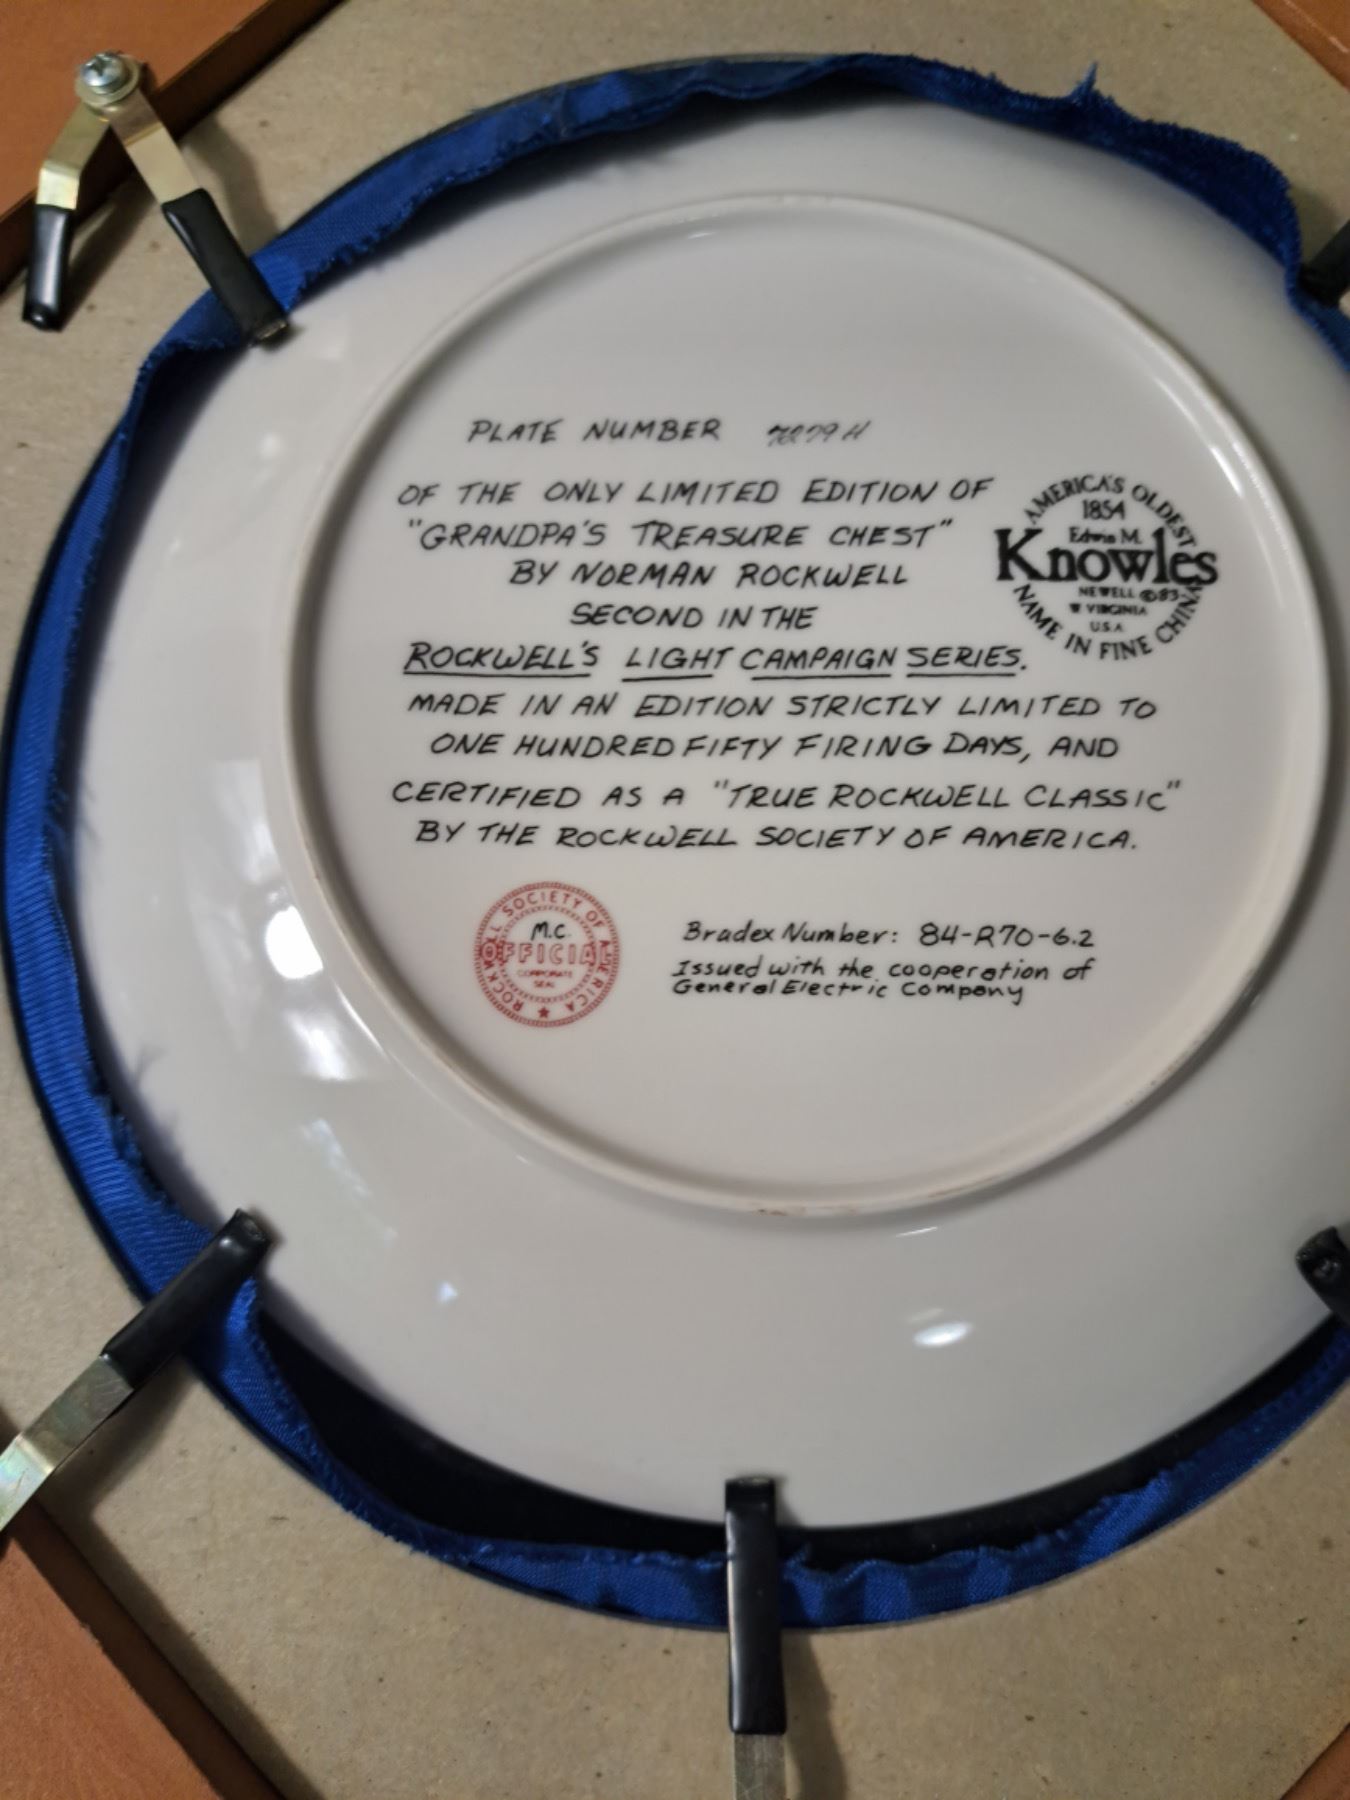 PLATE NUMBER
OF THE ONLY LIMITED EDITION OF
"GRANDPA'S TREASURE CHEST"
BY NORMAN ROCKWELL
SECOND IN THE
ROCKWELL'S LIGHT CAMPAIGN SERIES.
MADE IN AN EDITION STRICTLY LIMITED TO
ONE HUNDRED FIFTY FIRING DAYS, AND
CERTIFIED AS A "TRUE ROCKWELL CLASSIC"
BY THE ROCKWELL SOCIETY OF AMERICA.
AMERICA'S OLDEST
1854
Edwin M.
Knowles
NEWELL ©83
W VIRGINIA
U.S.A
NAME IN FINE CHINA
ROCKWELL SOCIETY OF AMERICA
M.C.
OFFICIAL
CORPORATE
SEAL
Bradex Number: 84-R70-6.2
Issued with the cooperation of
General Electric Company